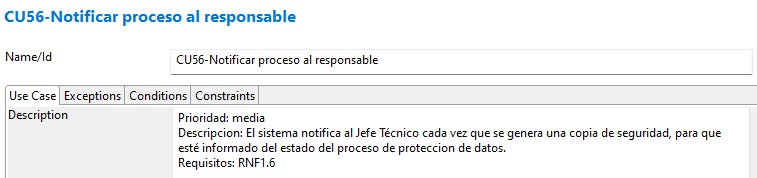 CU56-Notificar proceso al responsable
Name/Id
CU56-Notificar proceso al responsable
Use Case Exceptions Conditions Constraints
Description
Prioridad: media
Descripcion: El sistema notifica al Jefe Técnico cada vez que se genera una copia de seguridad, para que
esté informado del estado del proceso de proteccion de datos.
Requisitos: RNF1.6